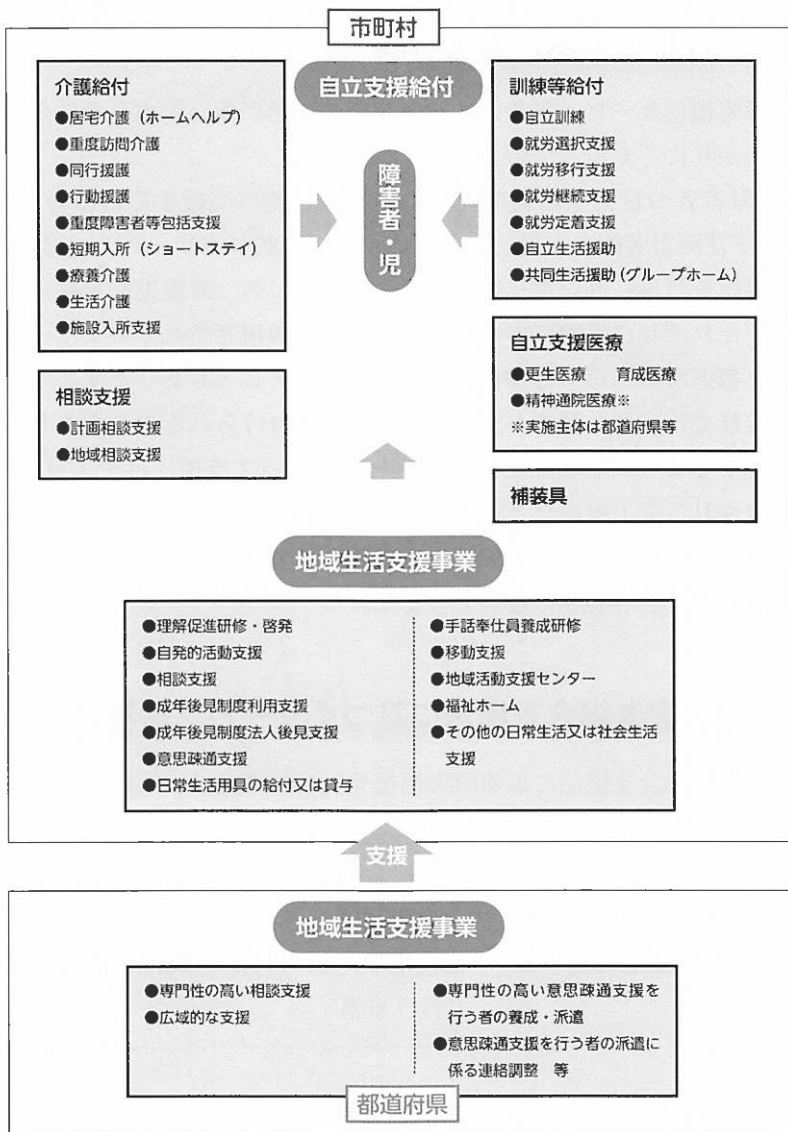 市町村
自立支援給付
介護給付
●居宅介護(ホームヘルプ)
●重度訪問介護
●同行援護
●行動援護
●重度障害者等包括支援
●短期入所(ショートステイ)
●療養介護
●生活介護
●施設入所支援
障害者・児
訓練等給付
●自立訓練
●就労選択支援
●就労移行支援
●就労継続支援
●就労定着支援
●自立生活援助
●共同生活援助(グループホーム)
相談支援
●計画相談支援
●地域相談支援
自立支援医療
●更生医療 育成医療
●精神通院医療※
※実施主体は都道府県等
補装具
地域生活支援事業
●理解促進研修・啓発
●自発的活動支援
●相談支援
●成年後見制度利用支援
●成年後見制度法人後見支援
●意思疎通支援
●日常生活用具の給付又は貸与
●手話奉仕員養成研修
●移動支援
●地域活動支援センター
●福祉ホーム
●その他の日常生活又は社会生活
支援
支援
地域生活支援事業
●専門性の高い相談支援
●広域的な支援
●専門性の高い意思疎通支援を
行う者の養成・派遣
●意思疎通支援を行う者の派遣に
係る連絡調整 等
都道府県